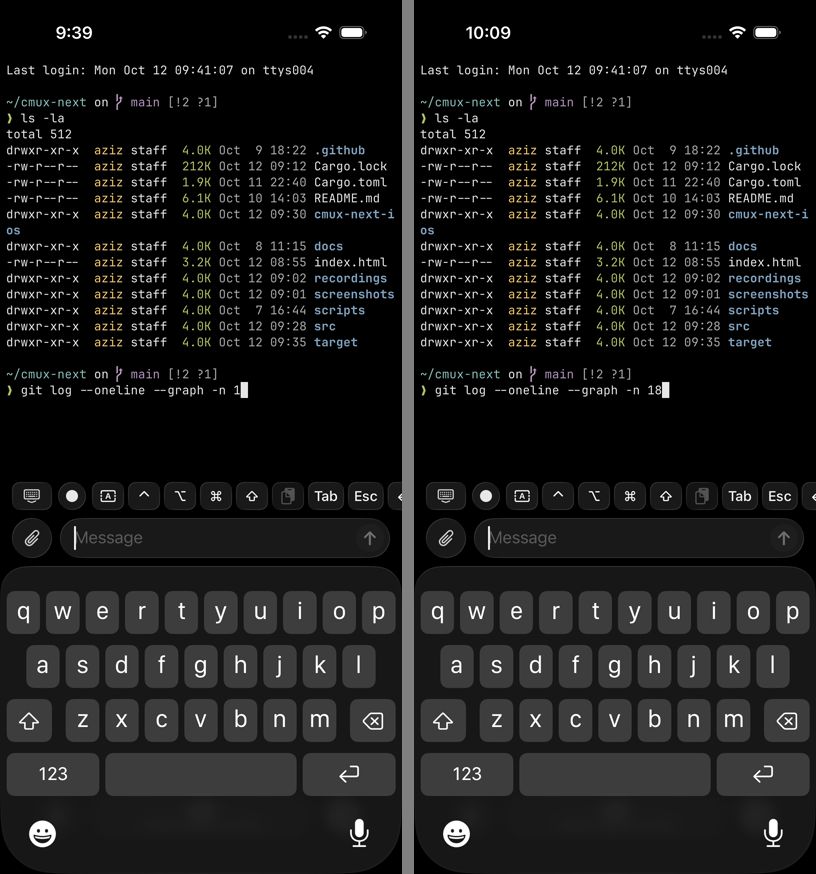 9:39
Last login: Mon Oct 12 09:41:07 on ttys004
~/cmux-next on main [!2 ?1]
❯ ls -la
total 512
drwxr-xr-x aziz staff 4.0K Oct 9 18:22 .github
-rw-r--r-- aziz staff 212K Oct 12 09:12 Cargo.lock
-rw-r--r-- aziz staff 1.9K Oct 11 22:40 Cargo.toml
-rw-r--r-- aziz staff 6.1K Oct 10 14:03 README.md
drwxr-xr-x aziz staff 4.0K Oct 12 09:30 cmux-next-i
os
drwxr-xr-x aziz staff 4.0K Oct 8 11:15 docs
-rw-r--r-- aziz staff 3.2K Oct 12 08:55 index.html
drwxr-xr-x aziz staff 4.0K Oct 12 09:02 recordings
drwxr-xr-x aziz staff 4.0K Oct 12 09:01 screenshots
drwxr-xr-x aziz staff 4.0K Oct 7 16:44 scripts
drwxr-xr-x aziz staff 4.0K Oct 12 09:28 src
drwxr-xr-x aziz staff 4.0K Oct 12 09:35 target
~/cmux-next on main [!2 ?1]
❯ git log --oneline --graph -n 1
A ^ ⌥ ⌘ Tab Esc
Message
q w e r t y u i o p
a s d f g h j k l
z x c v b n m
123
10:09
Last login: Mon Oct 12 09:41:07 on ttys004
~/cmux-next on main [!2 ?1]
❯ ls -la
total 512
drwxr-xr-x aziz staff 4.0K Oct 9 18:22 .github
-rw-r--r-- aziz staff 212K Oct 12 09:12 Cargo.lock
-rw-r--r-- aziz staff 1.9K Oct 11 22:40 Cargo.toml
-rw-r--r-- aziz staff 6.1K Oct 10 14:03 README.md
drwxr-xr-x aziz staff 4.0K Oct 12 09:30 cmux-next-i
os
drwxr-xr-x aziz staff 4.0K Oct 8 11:15 docs
-rw-r--r-- aziz staff 3.2K Oct 12 08:55 index.html
drwxr-xr-x aziz staff 4.0K Oct 12 09:02 recordings
drwxr-xr-x aziz staff 4.0K Oct 12 09:01 screenshots
drwxr-xr-x aziz staff 4.0K Oct 7 16:44 scripts
drwxr-xr-x aziz staff 4.0K Oct 12 09:28 src
drwxr-xr-x aziz staff 4.0K Oct 12 09:35 target
~/cmux-next on main [!2 ?1]
❯ git log --oneline --graph -n 18
A ^ ⌥ ⌘ Tab Esc
Message
q w e r t y u i o p
a s d f g h j k l
z x c v b n m
123